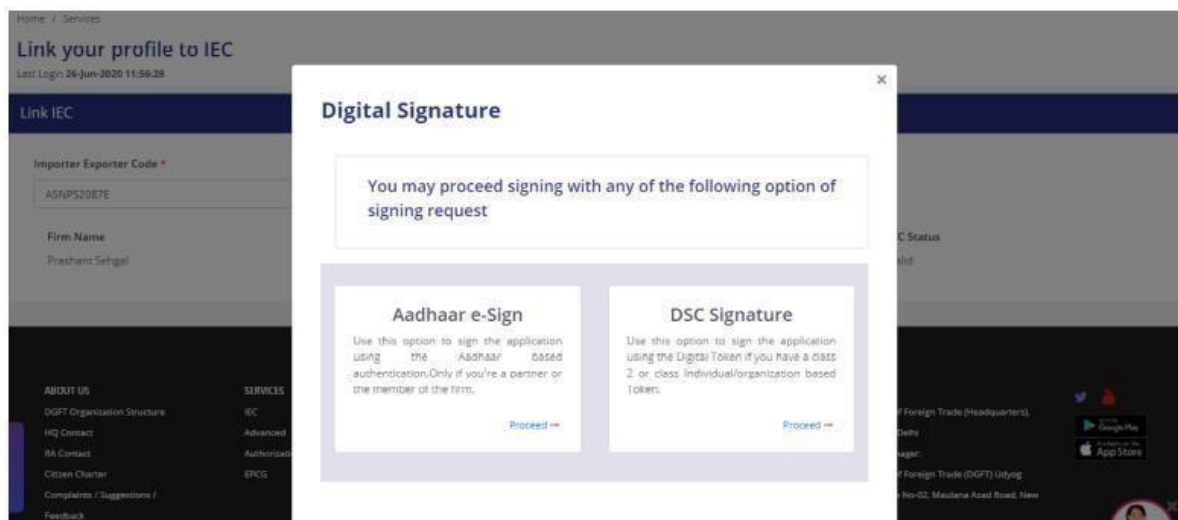 Home / Services
Link your profile to IEC
Last Login 26-Jun-2020 11:56:28
Link IEC
Importer Exporter Code *
ASNPS2087E
Firm Name
Prashant Sehgal
C Status
alid
×
Digital Signature
You may proceed signing with any of the following option of
signing request
Aadhaar e-Sign
Use this option to sign the application
using the Aadhaar based
authentication.Only if you're a partner or
the member of the firm.
Proceed
DSC Signature
Use this option to sign the application
using the Digital Token if you have a class
2 or class Individual/organization based
Token.
Proceed
ABOUT US
DGFT Organization Structure
HQ Contact
RA Contact
Citizen Charter
Complaints / Suggestions /
Feedback
SERVICES
IEC
Advanced
Authorizati
EPCG
f Foreign Trade (Headquarters),
Delhi
nager:
f Foreign Trade (DGFT) Udyog
No-02, Maulana Azad Road, New
Google Play
App Store